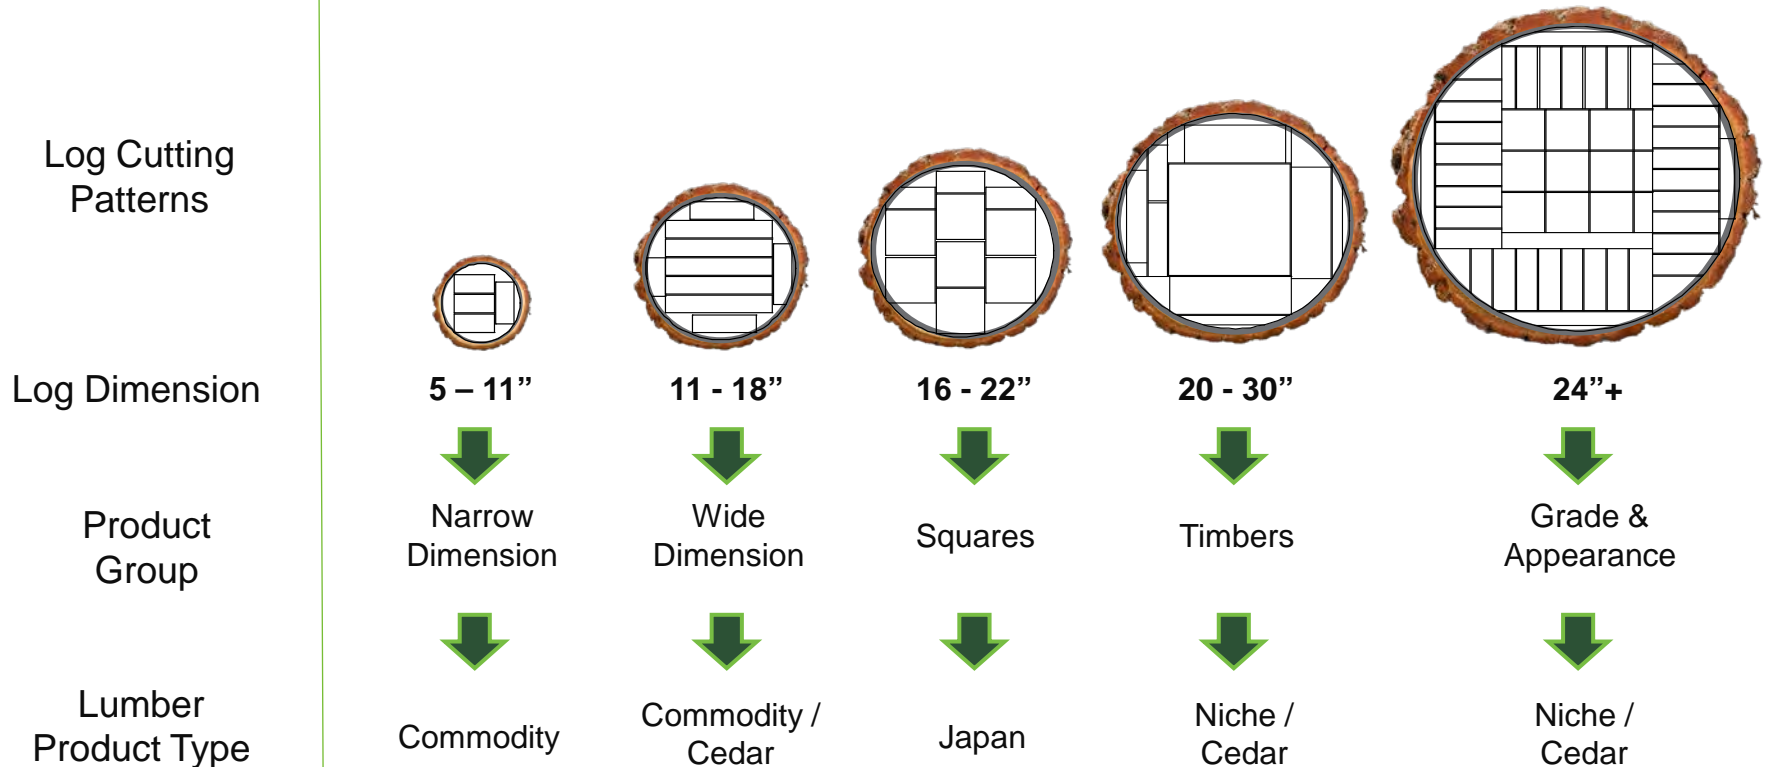 Log Cutting
Patterns
Log Dimension
5 – 11”
11 - 18”
16 - 22”
20 - 30”
24”+
Product
Group
Narrow
Dimension
Wide
Dimension
Squares
Timbers
Grade &
Appearance
Lumber
Product Type
Commodity
Commodity /
Cedar
Japan
Niche /
Cedar
Niche /
Cedar